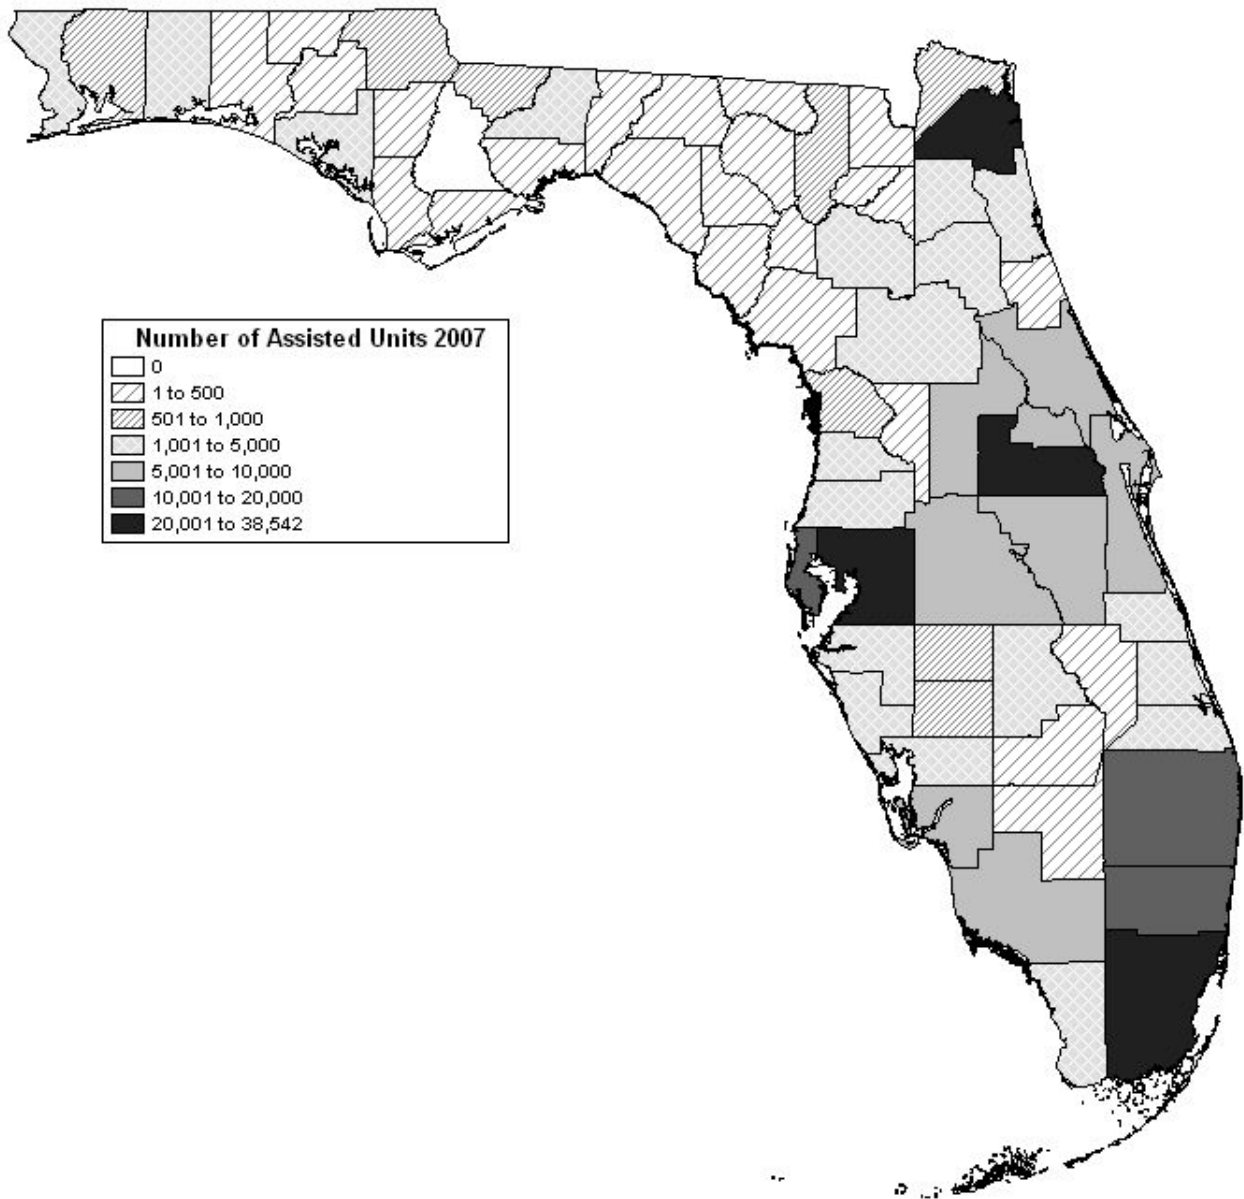 Number of Assisted Units 2007
0
1 to 500
501 to 1,000
1,001 to 5,000
5,001 to 10,000
10,001 to 20,000
20,001 to 38,542